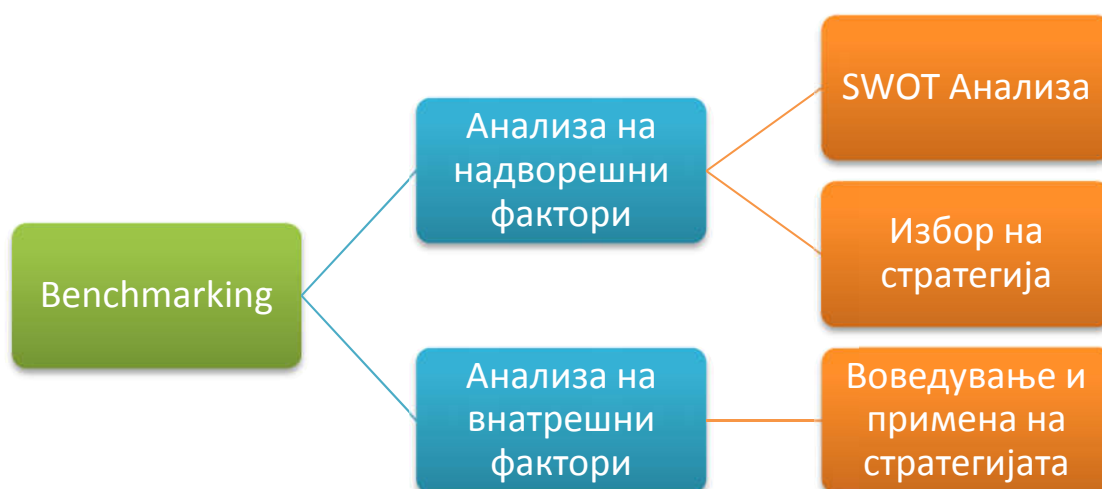 Benchmarking
Анализа на
надворешни
фактори
SWOT Анализа
Избор на
стратегија
Анализа на
внатрешни
фактори
Воведување и
примена на
стратегијата